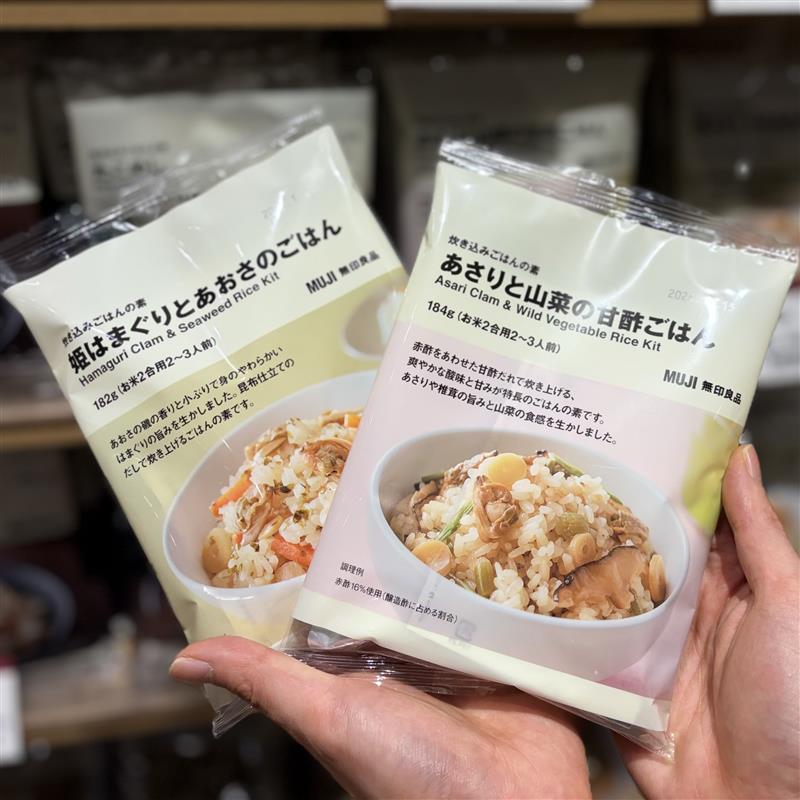 炊き込みごはんの素
姫はまぐりとあおさのごはん
Hamaguri Clam & Seaweed Rice Kit
182g(お米2合用2〜3人前)
MUJI 無印良品
あおさの磯の香りと小ぶりで身のやわらかい
はまぐりの旨みを生かしました。昆布仕立ての
だしで炊き上げるごはんの素です。
炊き込みごはんの素
あさりと山菜の甘酢ごはん
Asari Clam & Wild Vegetable Rice Kit
184g(お米2合用2〜3人前)
MUJI 無印良品
赤酢をあわせた甘酢だれで炊き上げる、
爽やかな酸味と甘みが特長のごはんの素です。
あさりや椎茸の旨みと山菜の食感を生かしました。
調理例
赤酢16%使用(醸造酢に占める割合)